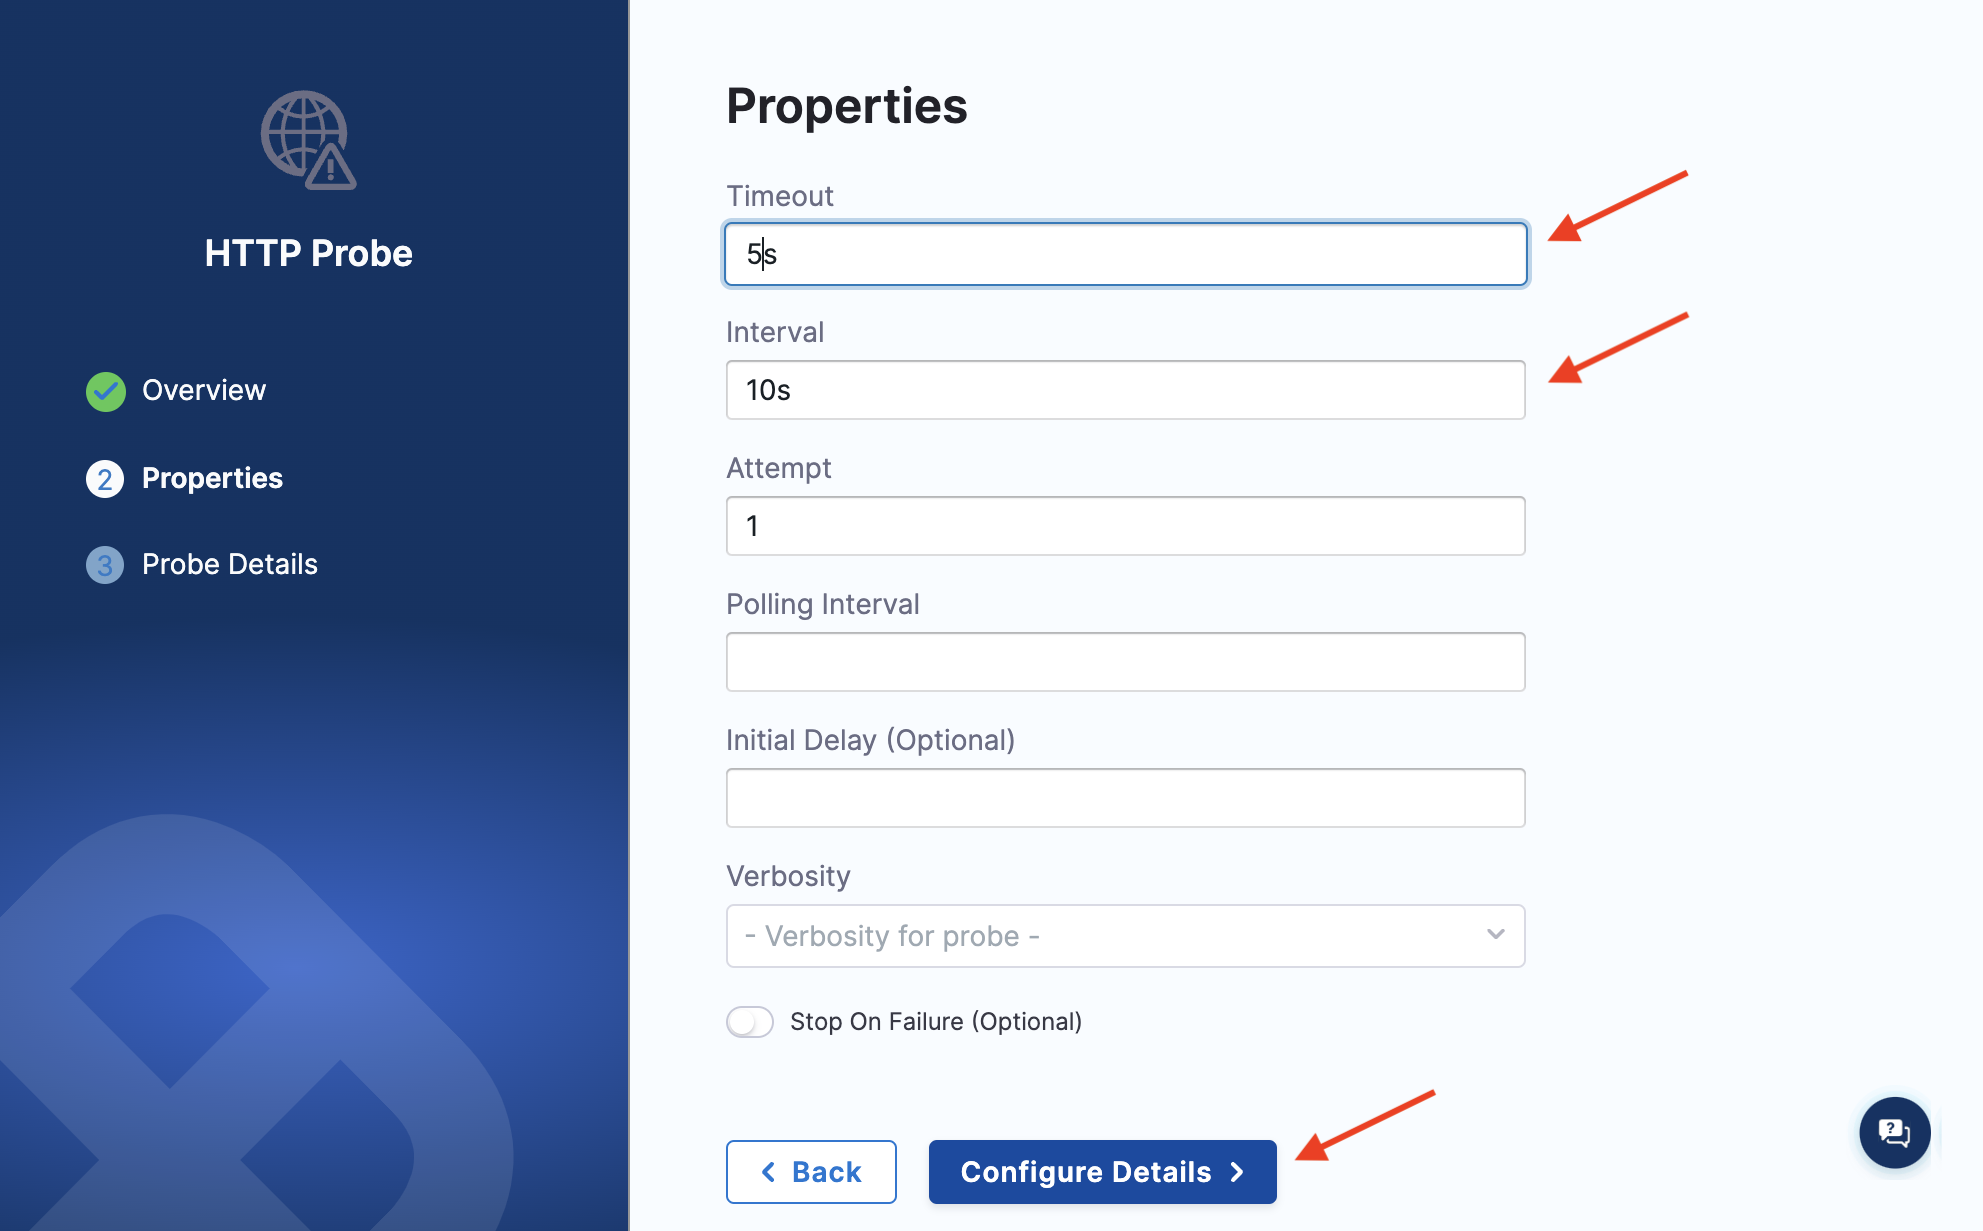 HTTP Probe
Overview
2 Properties
3 Probe Details
Properties
Timeout
5s
Interval
10s
Attempt
1
Polling Interval
Initial Delay (Optional)
Verbosity
- Verbosity for probe -
Stop On Failure (Optional)
Back
Configure Details